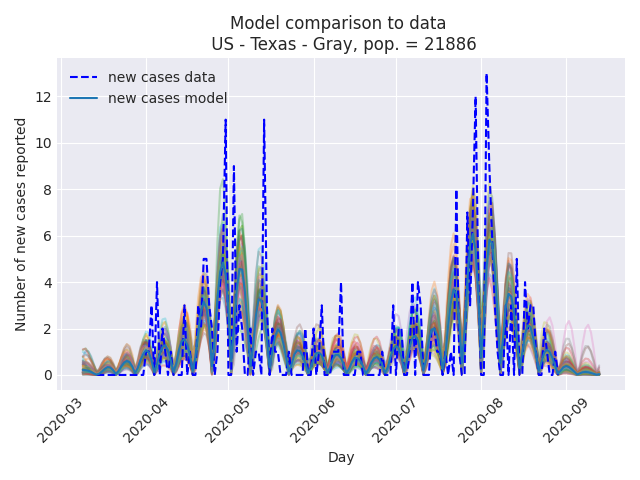 Model comparison to data
US - Texas - Gray, pop. = 21886
new cases data
new cases model
Number of new cases reported
12
10
8
6
4
2
0
2020-03
2020-04
2020-05
2020-06
2020-07
2020-08
2020-09
Day